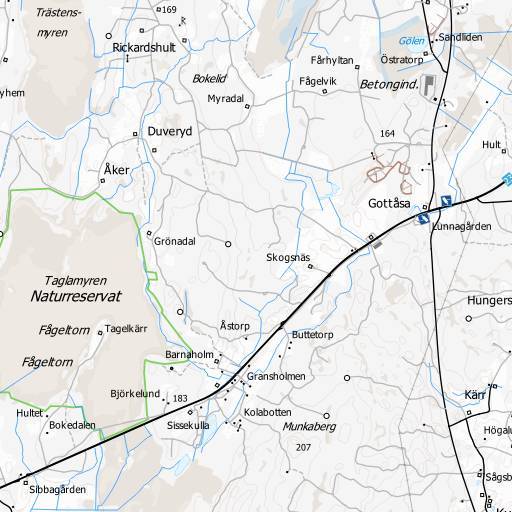 Trästens-
myren
169
Rickardshult
Gölen
Sandliden
Östratorp
Fårhyltan
Fågelvik
Bokelid
Betongind.
yhem
Myradal
Duveryd
164
Hult
Åker
Gottåsa
Lunnagården
Grönadal
Skogsnäs
Taglamyren
Naturreservat
Hungers
Fågeltorn
Tagelkärr
Åstorp
Buttetorp
Barnaholm
Fågeltorn
Gransholmen
Björkelund
183
Kärr
Hultet
Bokedalen
Sissekulla
Kolabotten
Munkaberg
Högalu
207
Sågsb
Sibbagården